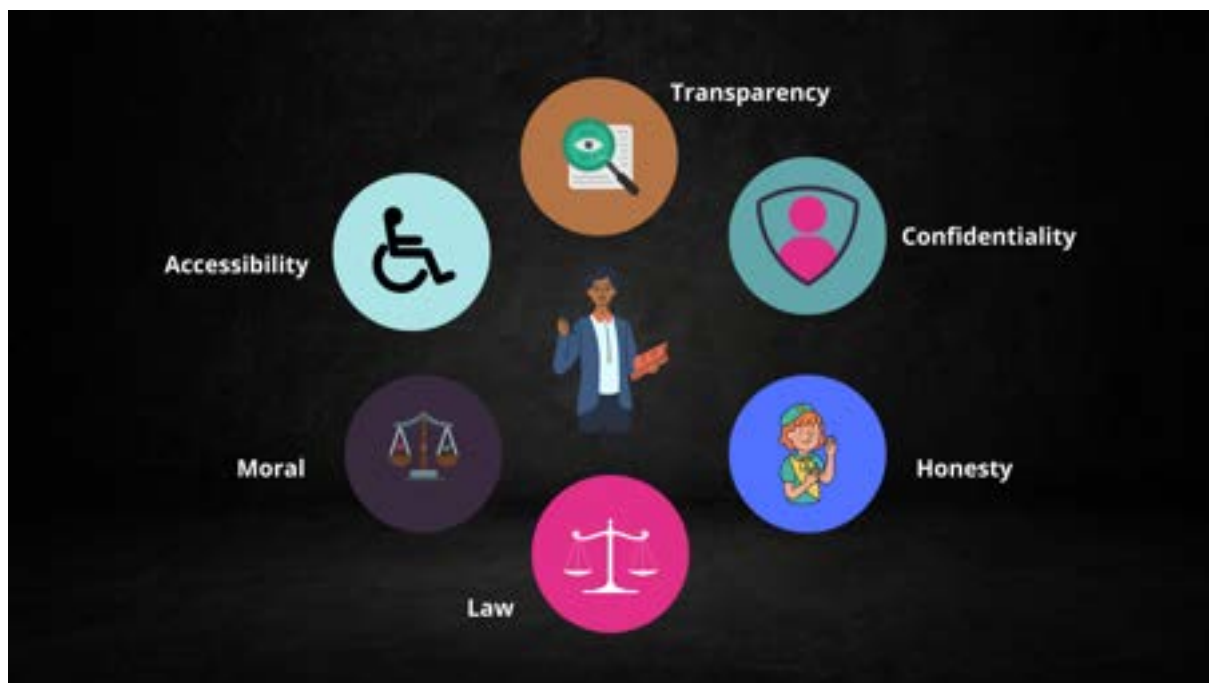 Transparency
Confidentiality
Accessibility
Moral
Honesty
Law